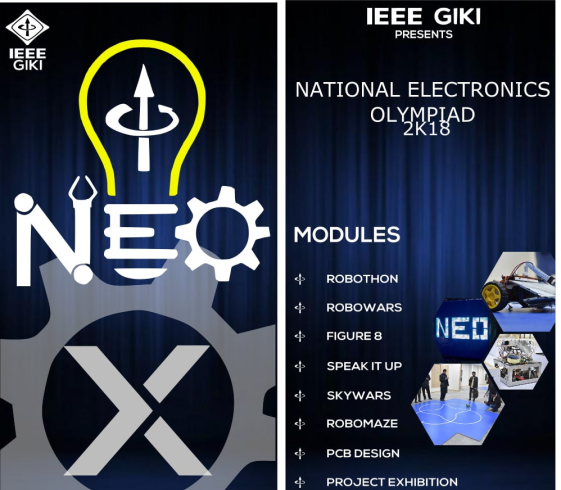 IEEE
GIKI
NEO
X
IEEE GIKI
PRESENTS
NATIONAL ELECTRONICS
OLYMPIAD
2K18
MODULES
ROBOTHON
ROBOWARS
FIGURE 8
SPEAK IT UP
SKYWARS
ROBOMAZE
PCB DESIGN
PROJECT EXHIBITION
NEO